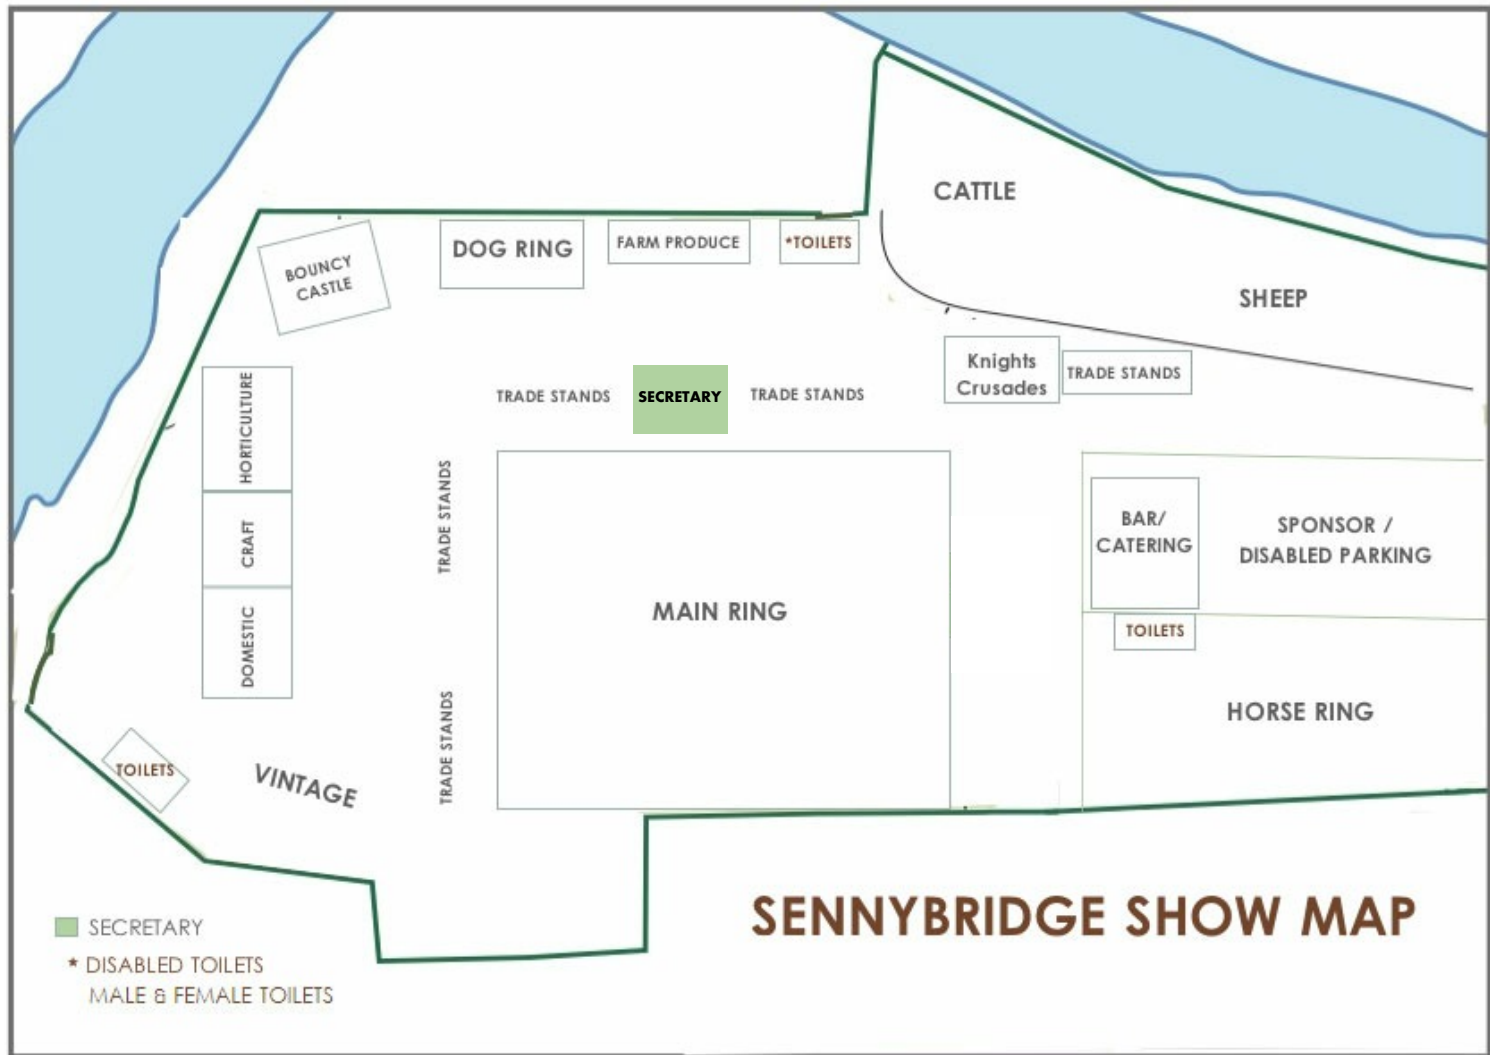 CATTLE
DOG RING
FARM PRODUCE
*TOILETS
BOUNCY
CASTLE
SHEEP
Knights
Crusades
TRADE STANDS
TRADE STANDS
SECRETARY
TRADE STANDS
HORTICULTURE
CRAFT
DOMESTIC
TRADE STANDS
TRADE STANDS
MAIN RING
BAR/
CATERING
SPONSOR /
DISABLED PARKING
TOILETS
HORSE RING
TOILETS
VINTAGE
SENNYBRIDGE SHOW MAP
SECRETARY
* DISABLED TOILETS
MALE & FEMALE TOILETS